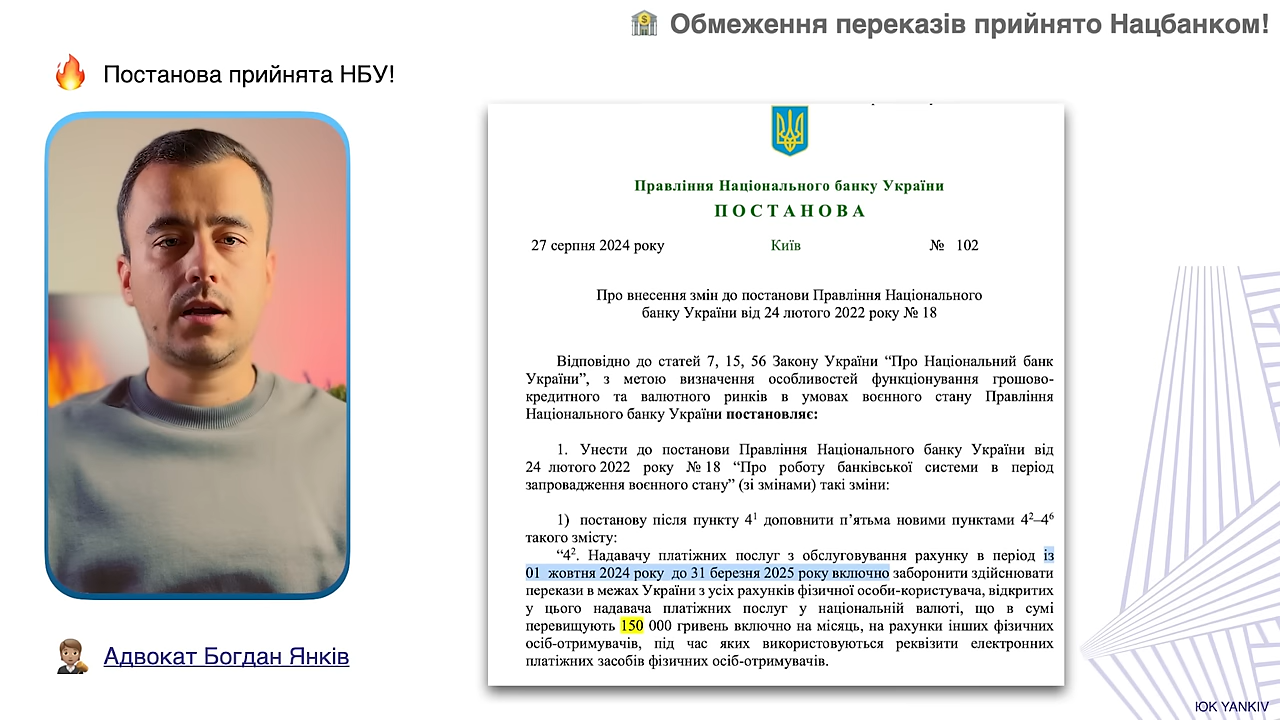 Обмеження переказів прийнято Нацбанком!
Постанова прийнята НБУ!
Правління Національного банку України
ПОСТАНОВА
27 серпня 2024 року Київ № 102
Про внесення змін до постанови Правління Національного
банку України від 24 лютого 2022 року № 18
Відповідно до статей 7, 15, 56 Закону України “Про Національний банк
України”, з метою визначення особливостей функціонування грошово-
кредитного та валютного ринків в умовах воєнного стану Правління
Національного банку України постановляє:
1. Унести до постанови Правління Національного банку України від
24 лютого 2022 року № 18 “Про роботу банківської системи в період
запровадження воєнного стану” (зі змінами) такі зміни:
1) постанову після пункту 4¹ доповнити п’ятьма новими пунктами 4²–4⁶
такого змісту:
“4². Надавачу платіжних послуг з обслуговування рахунку в період із
01 жовтня 2024 року до 31 березня 2025 року включно заборонити здійснювати
перекази в межах України з усіх рахунків фізичної особи-користувача, відкритих
у цього надавача платіжних послуг у національній валюті, що в сумі
перевищують 150 000 гривень включно на місяць, на рахунки інших фізичних
осіб-отримувачів, під час яких використовуються реквізити електронних
платіжних засобів фізичних осіб-отримувачів.
Адвокат Богдан Янків
ЮК YANKIV